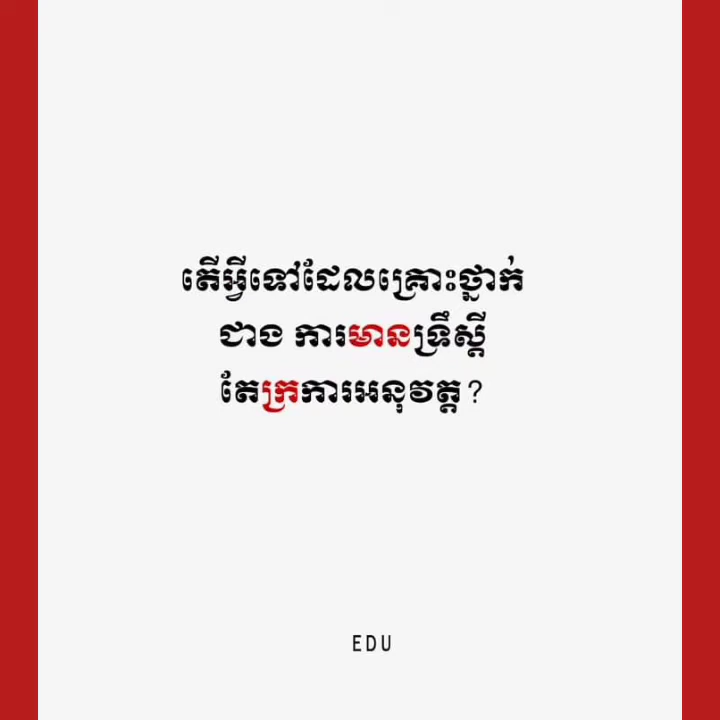 តើអ្វីទៅដែលគ្រោះថ្នាក់
ជាង ការមានទ្រឹស្តី
តែក្រការអនុវត្ត?
EDU